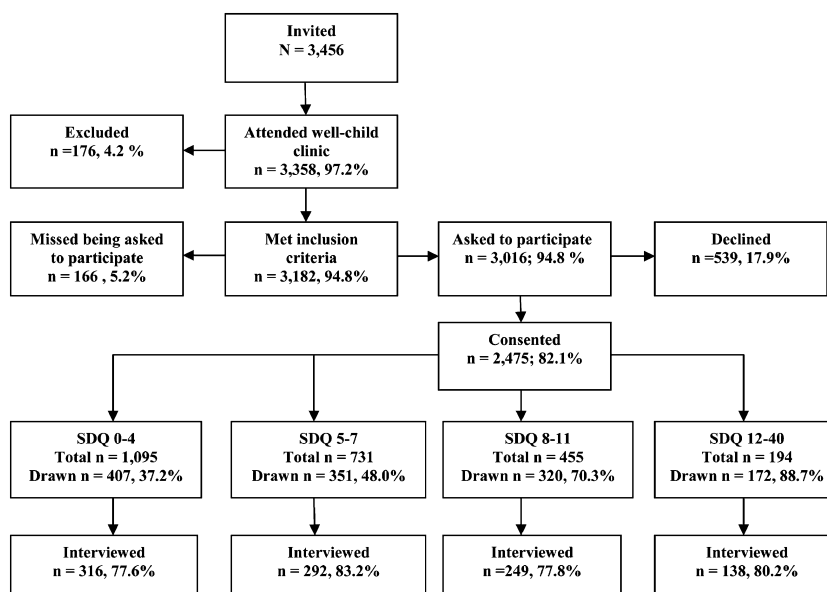 Invited
N = 3,456
Excluded
n =176, 4.2 %
Attended well-child
clinic
n = 3,358, 97.2%
Missed being asked
to participate
n = 166 , 5.2%
Met inclusion
criteria
n = 3,182, 94.8%
Asked to participate
n = 3,016; 94.8 %
Declined
n =539, 17.9%
Consented
n = 2,475; 82.1%
SDQ 0-4
Total n = 1,095
Drawn n = 407, 37.2%
SDQ 5-7
Total n = 731
Drawn n = 351, 48.0%
SDQ 8-11
Total n = 455
Drawn n = 320, 70.3%
SDQ 12-40
Total n = 194
Drawn n = 172, 88.7%
Interviewed
n = 316, 77.6%
Interviewed
n = 292, 83.2%
Interviewed
n =249, 77.8%
Interviewed
n = 138, 80.2%